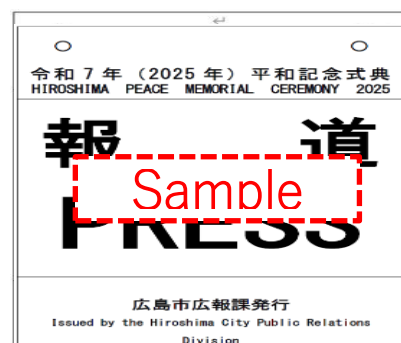 令和７年（2025年）平和記念式典
HIROSHIMA PEACE MEMORIAL CEREMONY 2025
報 道
Sample
PRESS
広島市広報課発行
Issued by the Hiroshima City Public Relations
Division